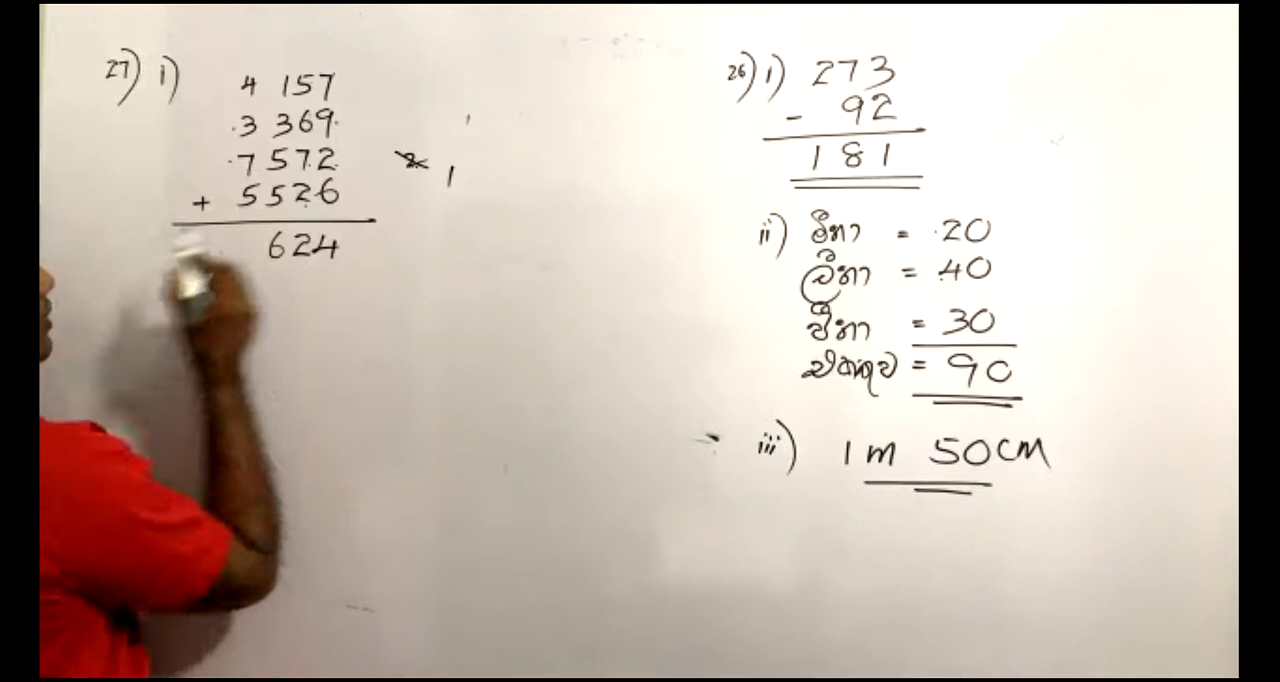 27) i) 4 157
3 369
7 572
+ 5526
624
1
26) i) 273
- 92
181
ii) = 20
= 40
= 30
එකතුව = 90
iii) 1m 50cm